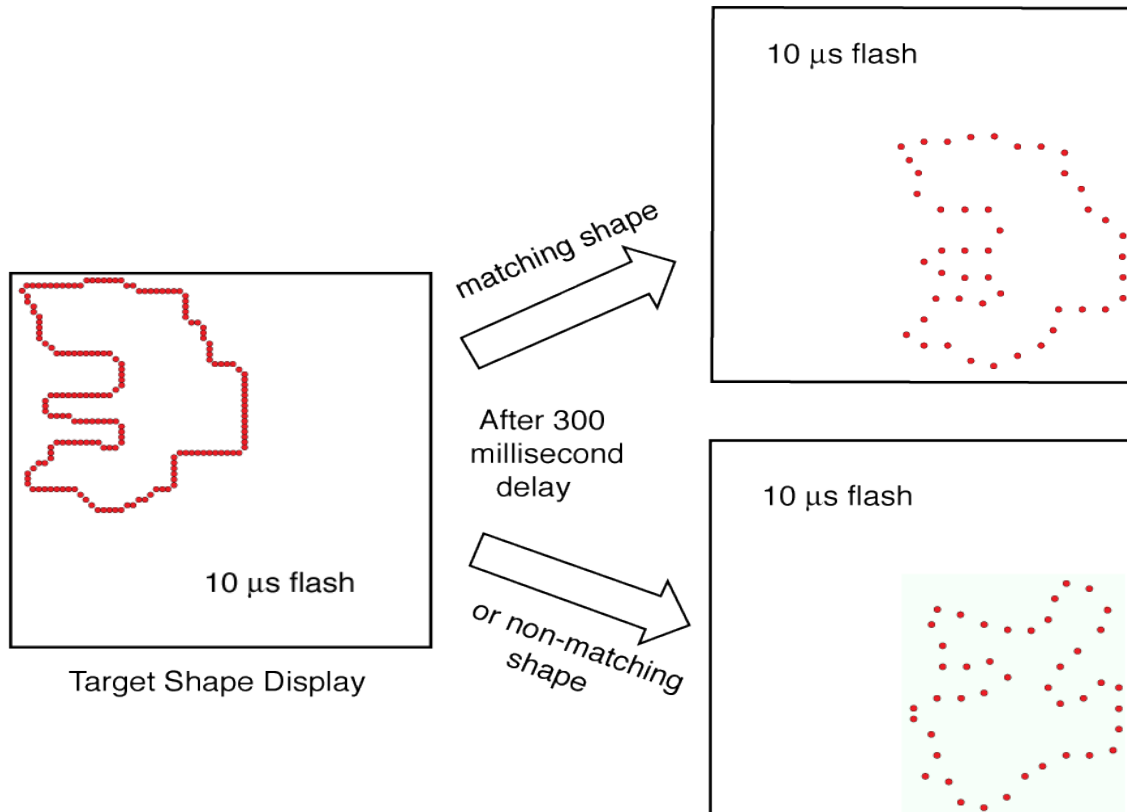 10 μs flash
matching shape
After 300
millisecond
delay
10 μs flash
10 μs flash
or non-matching
shape
Target Shape Display